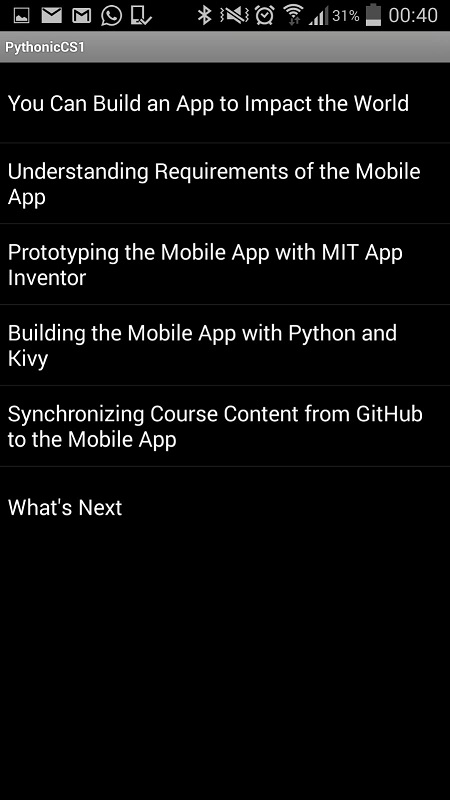 31% 00:40
PythonicCS1
You Can Build an App to Impact the World
Understanding Requirements of the Mobile
App
Prototyping the Mobile App with MIT App
Inventor
Building the Mobile App with Python and
Kivy
Synchronizing Course Content from GitHub
to the Mobile App
What's Next